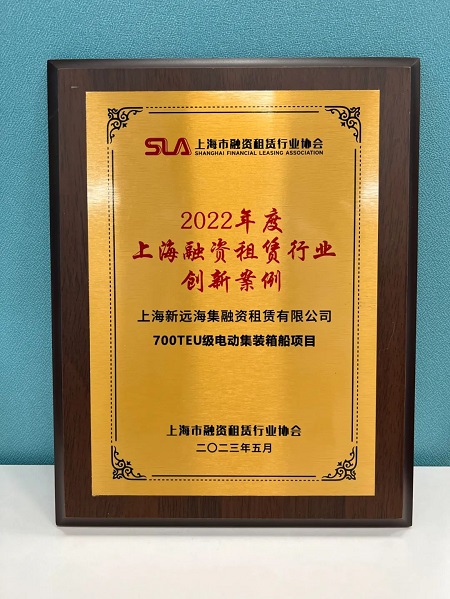 SLA 上海市融资租赁行业协会
SHANGHAI FINANCIAL LEASING ASSOCIATION
2022年度
上海融资租赁行业
创新案例
上海新远海集融资租赁有限公司
700TEU级电动集装箱船项目
上海市融资租赁行业协会
二〇二三年五月